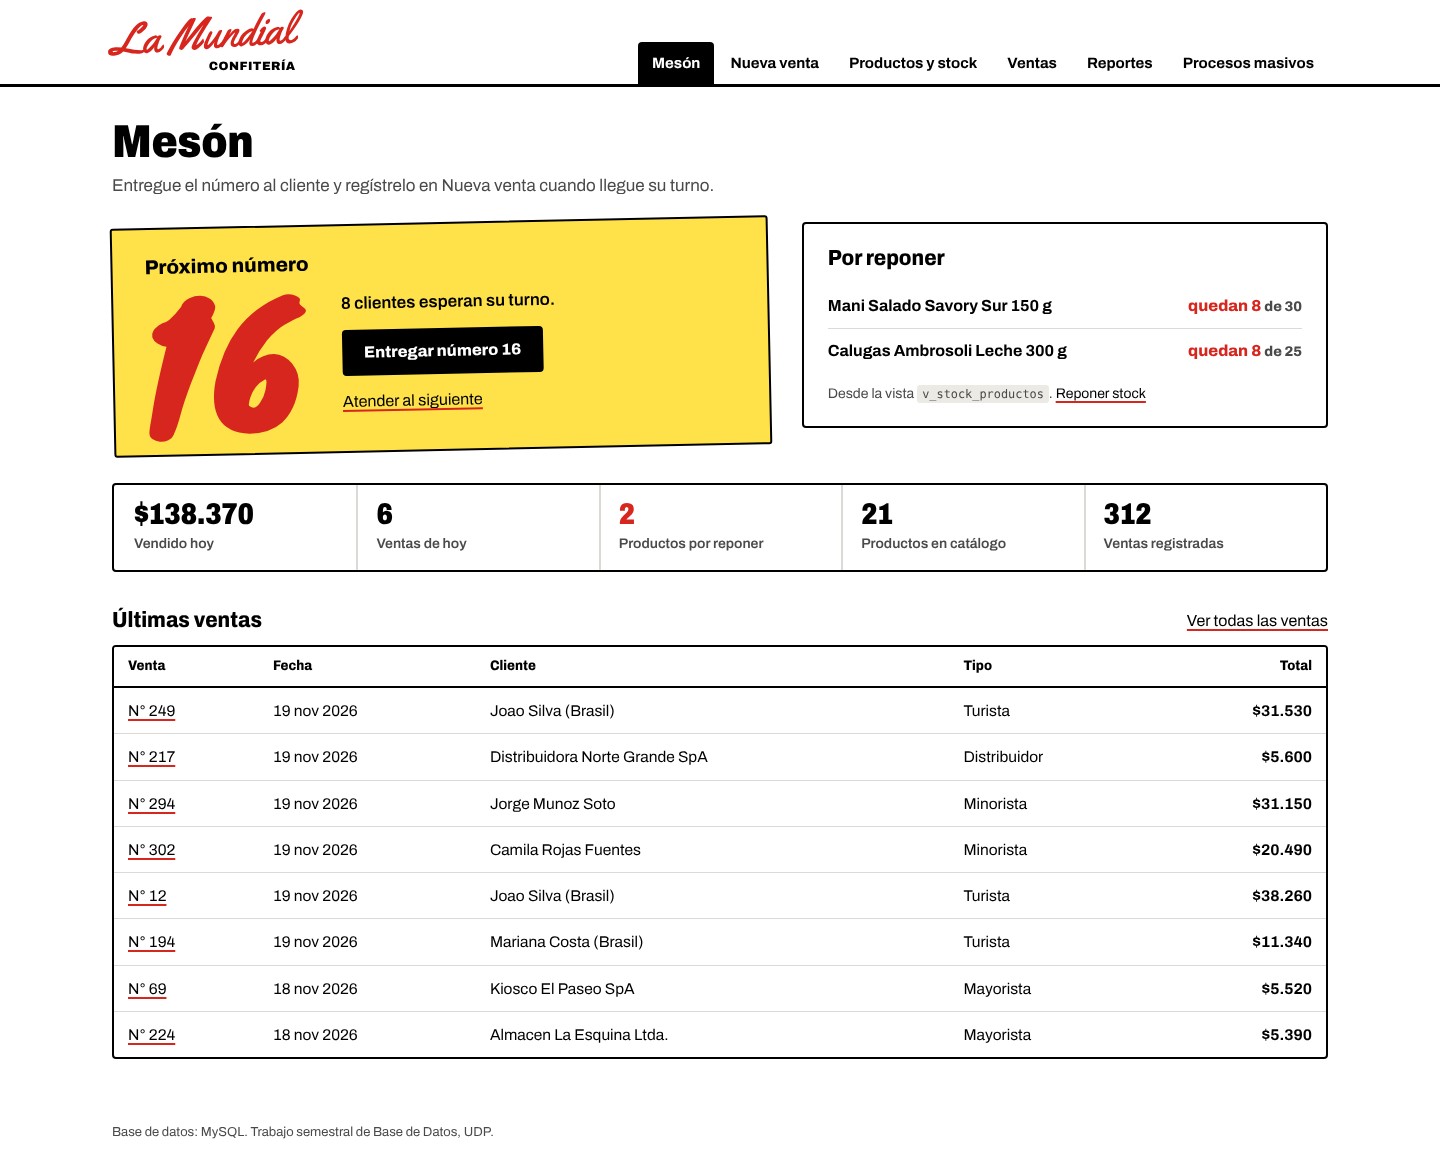 La Mundial
CONFITERÍA
Mesón Nueva venta Productos y stock Ventas Reportes Procesos masivos
Mesón
Entregue el número al cliente y regístrelo en Nueva venta cuando llegue su turno.
Próximo número
16
8 clientes esperan su turno.
Entregar número 16
Atender al siguiente
Por reponer
Mani Salado Savory Sur 150 g quedan 8 de 30
Calugas Ambrosoli Leche 300 g quedan 8 de 25
Desde la vista v_stock_productos. Reponer stock
$138.370 6 2 21 312
Vendido hoy Ventas de hoy Productos por reponer Productos en catálogo Ventas registradas
Últimas ventas Ver todas las ventas
Venta Fecha Cliente Tipo Total
N° 249 19 nov 2026 Joao Silva (Brasil) Turista $31.530
N° 217 19 nov 2026 Distribuidora Norte Grande SpA Distribuidor $5.600
N° 294 19 nov 2026 Jorge Munoz Soto Minorista $31.150
N° 302 19 nov 2026 Camila Rojas Fuentes Minorista $20.490
N° 12 19 nov 2026 Joao Silva (Brasil) Turista $38.260
N° 194 19 nov 2026 Mariana Costa (Brasil) Turista $11.340
N° 69 18 nov 2026 Kiosco El Paseo SpA Mayorista $5.520
N° 224 18 nov 2026 Almacen La Esquina Ltda. Mayorista $5.390
Base de datos: MySQL. Trabajo semestral de Base de Datos, UDP.